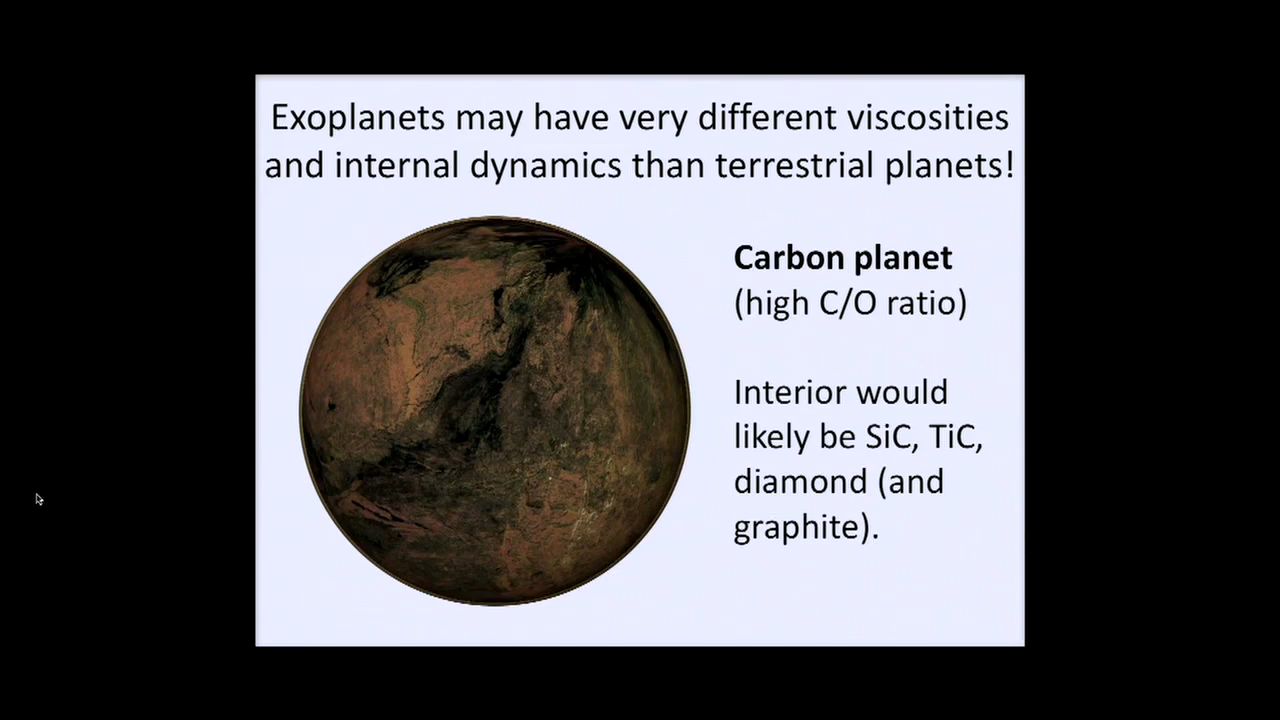 Exoplanets may have very different viscosities
and internal dynamics than terrestrial planets!
Carbon planet
(high C/O ratio)
Interior would
likely be SiC, TiC,
diamond (and
graphite).